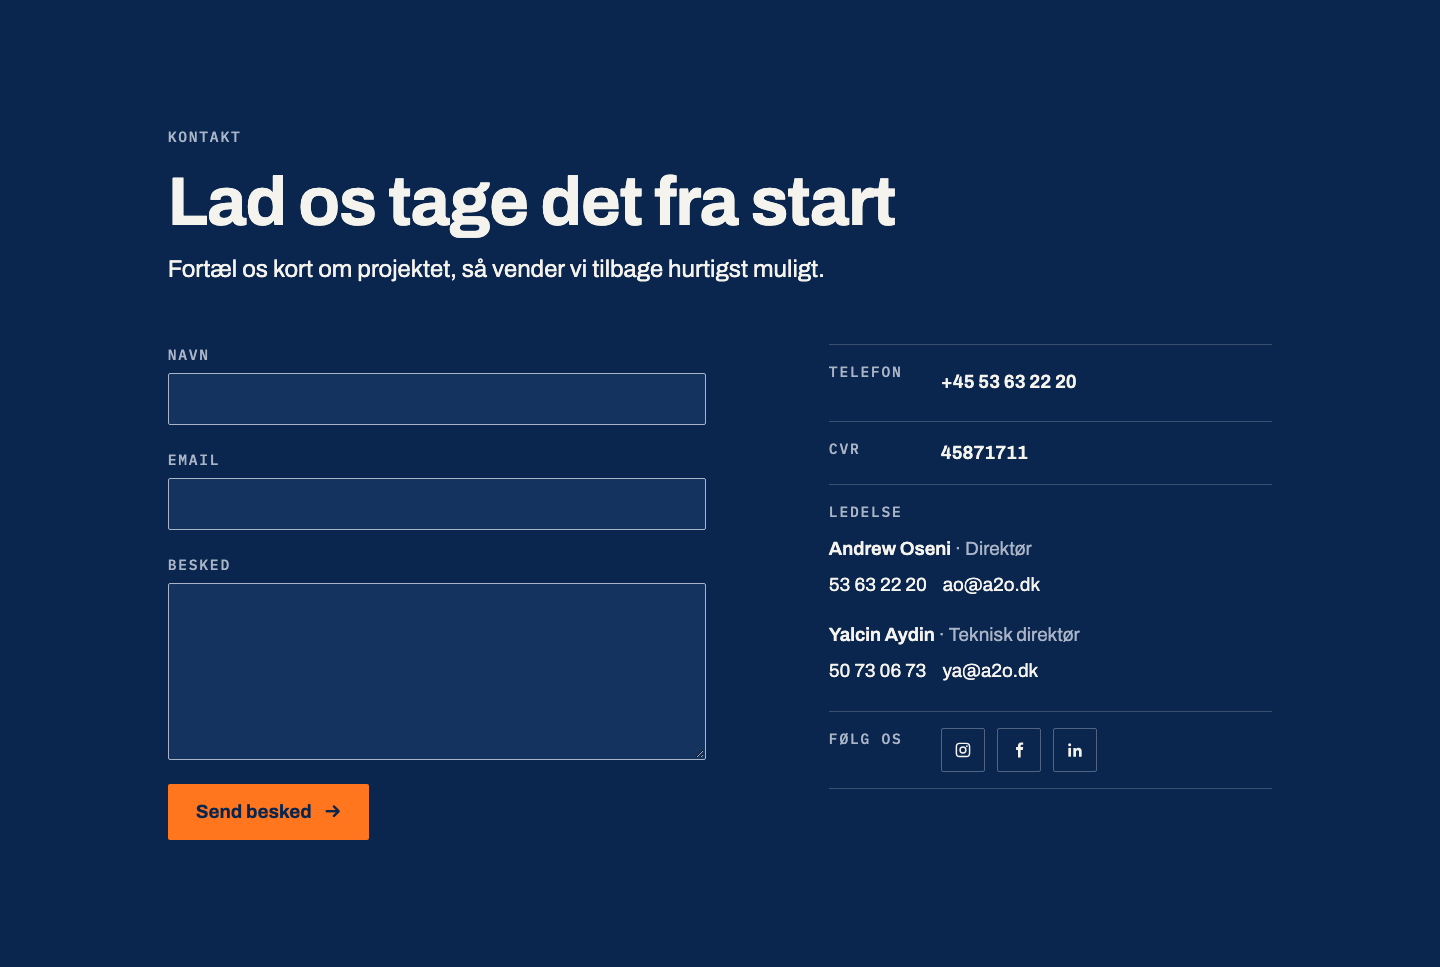 KONTAKT
Lad os tage det fra start
Fortæl os kort om projektet, så vender vi tilbage hurtigst muligt.
NAVN
EMAIL
BESKED
Send besked →
TELEFON +45 53 63 22 20
CVR 45871711
LEDELSE
Andrew Oseni · Direktør
53 63 22 20 ao@a2o.dk
Yalcin Aydin · Teknisk direktør
50 73 06 73 ya@a2o.dk
FØLG OS f in